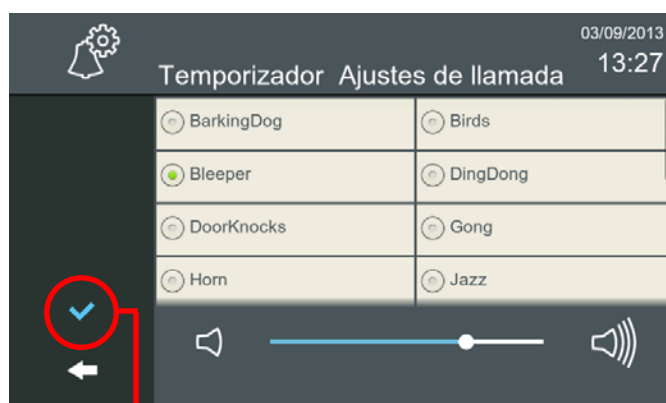 03/09/2013
Temporizador Ajustes de llamada 13:27
BarkingDog Birds
Bleeper DingDong
DoorKnocks Gong
Horn Jazz